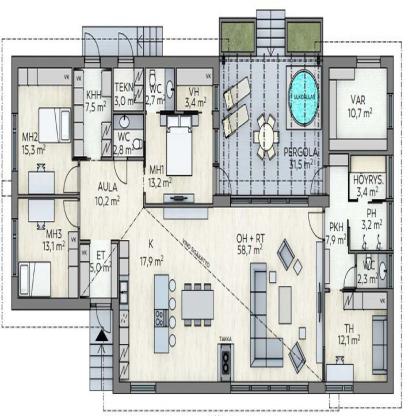 VK
KHH
7,5 m²
TEKN
3,0 m²
WC
2,7 m²
VH
3,4 m²
VK
ULKOALLAS
VAR
10,7 m²
MH2
15,3 m²
WC
2,8 m²
MH1
13,2 m²
PERGOLA
31,5 m²
HÖYRYS.
3,4 m²
AULA
10,2 m²
PH
3,2 m²
PKH
7,9 m²
MH3
13,1 m²
ET
5,0 m²
K
17,9 m²
VINO SISÄKATTO
OH + RT
58,7 m²
WC
2,3 m²
VK
TH
12,1 m²
VK
TAKKA